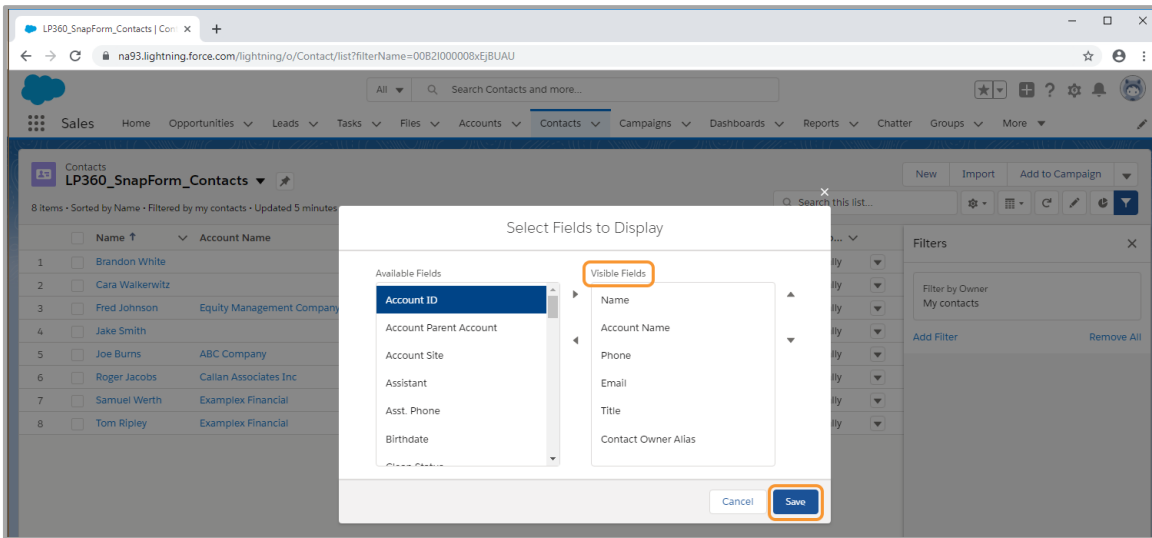 LP360_SnapForm_Contacts | Con
na93.lightning.force.com/lightning/o/Contact/list?filterName=00B2I000008xEjBUAU
All Search Contacts and more...
Sales Home Opportunities Leads Tasks Files Accounts Contacts Campaigns Dashboards Reports Chatter Groups More
Contacts
LP360_SnapForm_Contacts
New Import Add to Campaign
8 items • Sorted by Name • Filtered by my contacts • Updated 5 minutes
Search this list...
Name Account Name
1 Brandon White
2 Cara Walkerwitz
3 Fred Johnson Equity Management Company
4 Jake Smith
5 Joe Burns ABC Company
6 Roger Jacobs Callan Associates Inc
7 Samuel Werth Examplex Financial
8 Tom Ripley Examplex Financial
Select Fields to Display
Available Fields
Account ID
Account Parent Account
Account Site
Assistant
Asst. Phone
Birthdate
Visible Fields
Name
Account Name
Phone
Email
Title
Contact Owner Alias
Cancel Save
Filters
Filter by Owner
My contacts
Add Filter Remove All